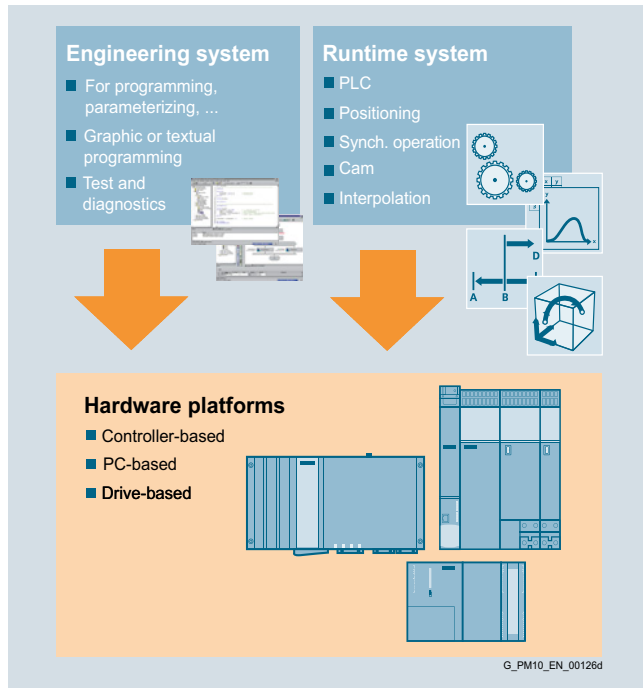 Engineering system
For programming,
parameterizing, ...
Graphic or textual
programming
Test and
diagnostics
Runtime system
PLC
Positioning
Synch. operation
Cam
Interpolation
x y
y
x
D
A B
Hardware platforms
Controller-based
PC-based
Drive-based
G_PM10_EN_00126d